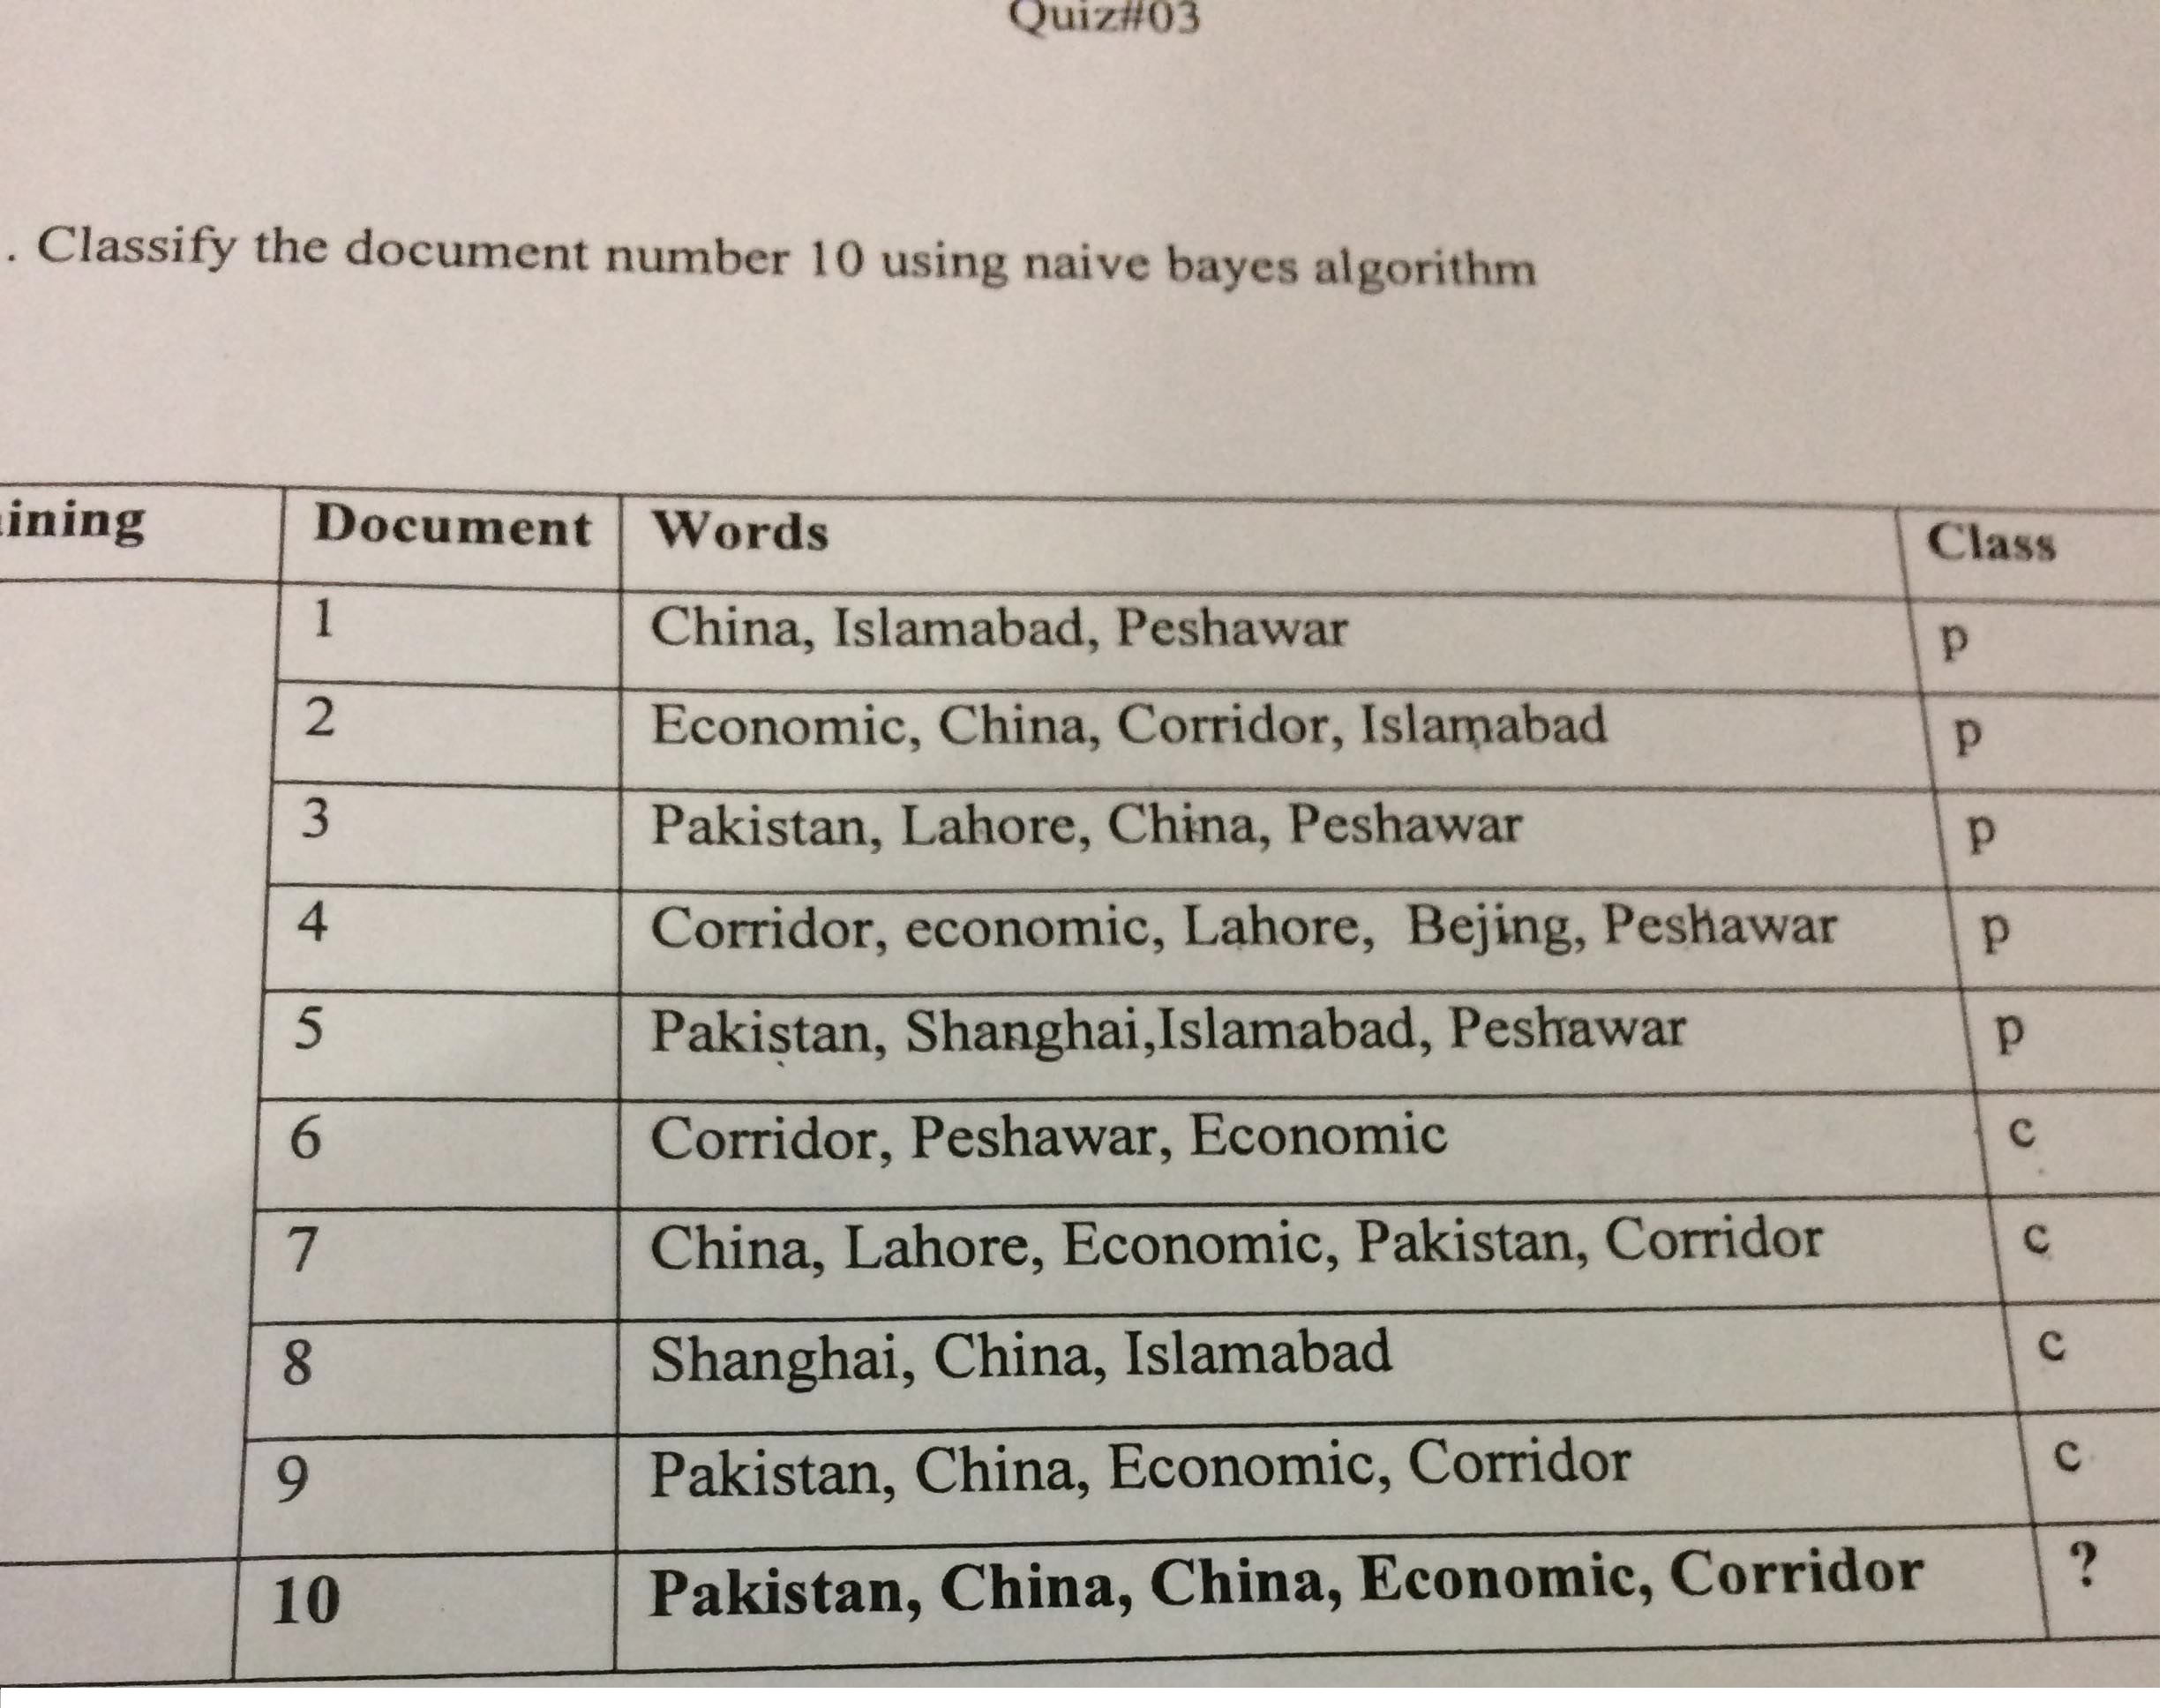 Quiz#03
. Classify the document number 10 using naive bayes algorithm
ining Document Words Class
1 China, Islamabad, Peshawar p
2 Economic, China, Corridor, Islamabad p
3 Pakistan, Lahore, China, Peshawar p
4 Corridor, economic, Lahore, Bejing, Peshawar p
5 Pakistan, Shanghai,Islamabad, Peshawar p
6 Corridor, Peshawar, Economic c
7 China, Lahore, Economic, Pakistan, Corridor c
8 Shanghai, China, Islamabad c
9 Pakistan, China, Economic, Corridor c
10 Pakistan, China, China, Economic, Corridor ?